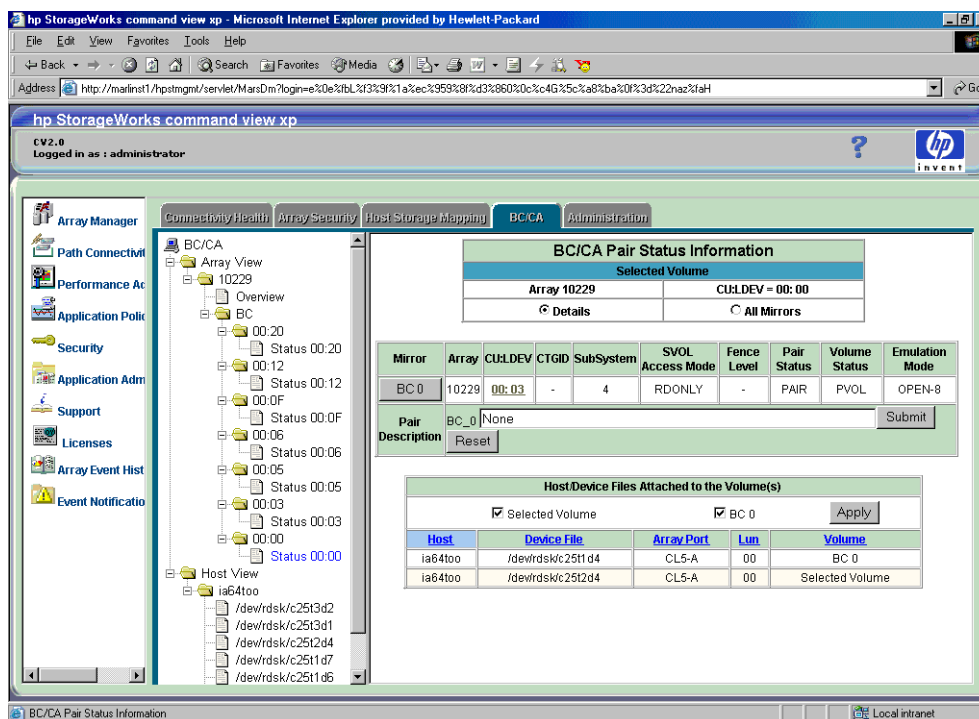 hp StorageWorks command view xp - Microsoft Internet Explorer provided by Hewlett-Packard
File Edit View Favorites Tools Help
Back Search Favorites Media
Address http://marlinst1/hpstmgmt/servlet/MarsDm?login=e%0e%fbL%f3%9f%1a%ec%959%8f%d3%860%0c%c4G%5c%a8%ba%0f%3d%22naz%faH Go
hp StorageWorks command view xp
CV2.0
Logged in as : administrator
?
hp
invent
Array Manager
Path Connectivit
Performance Ac
Application Polic
Security
Application Adm
Support
Licenses
Array Event Hist
Event Notificatio
Connectivity Health Array Security Host Storage Mapping BC/CA Administration
BC/CA
Array View
10229
Overview
BC
00:20
Status 00:20
00:12
Status 00:12
00:0F
Status 00:0F
00:06
Status 00:06
00:05
Status 00:05
00:03
Status 00:03
00:00
Status 00:00
Host View
ia64too
/dev/rdsk/c25t3d2
/dev/rdsk/c25t3d1
/dev/rdsk/c25t2d4
/dev/rdsk/c25t1d7
/dev/rdsk/c25t1d6
BC/CA Pair Status Information
Selected Volume
Array 10229 CU:LDEV = 00: 00
Details All Mirrors
Mirror Array CU:LDEV CTGID SubSystem SVOL Access Mode Fence Level Pair Status Volume Status Emulation Mode
BC 0 10229 00: 03 - 4 RDONLY - PAIR PVOL OPEN-8
Pair Description BC_0 None Submit
Reset
Host/Device Files Attached to the Volume(s)
Selected Volume BC 0 Apply
Host Device File Array Port Lun Volume
ia64too /dev/rdsk/c25t1d4 CL5-A 00 BC 0
ia64too /dev/rdsk/c25t2d4 CL5-A 00 Selected Volume
BC/CA Pair Status Information Local intranet